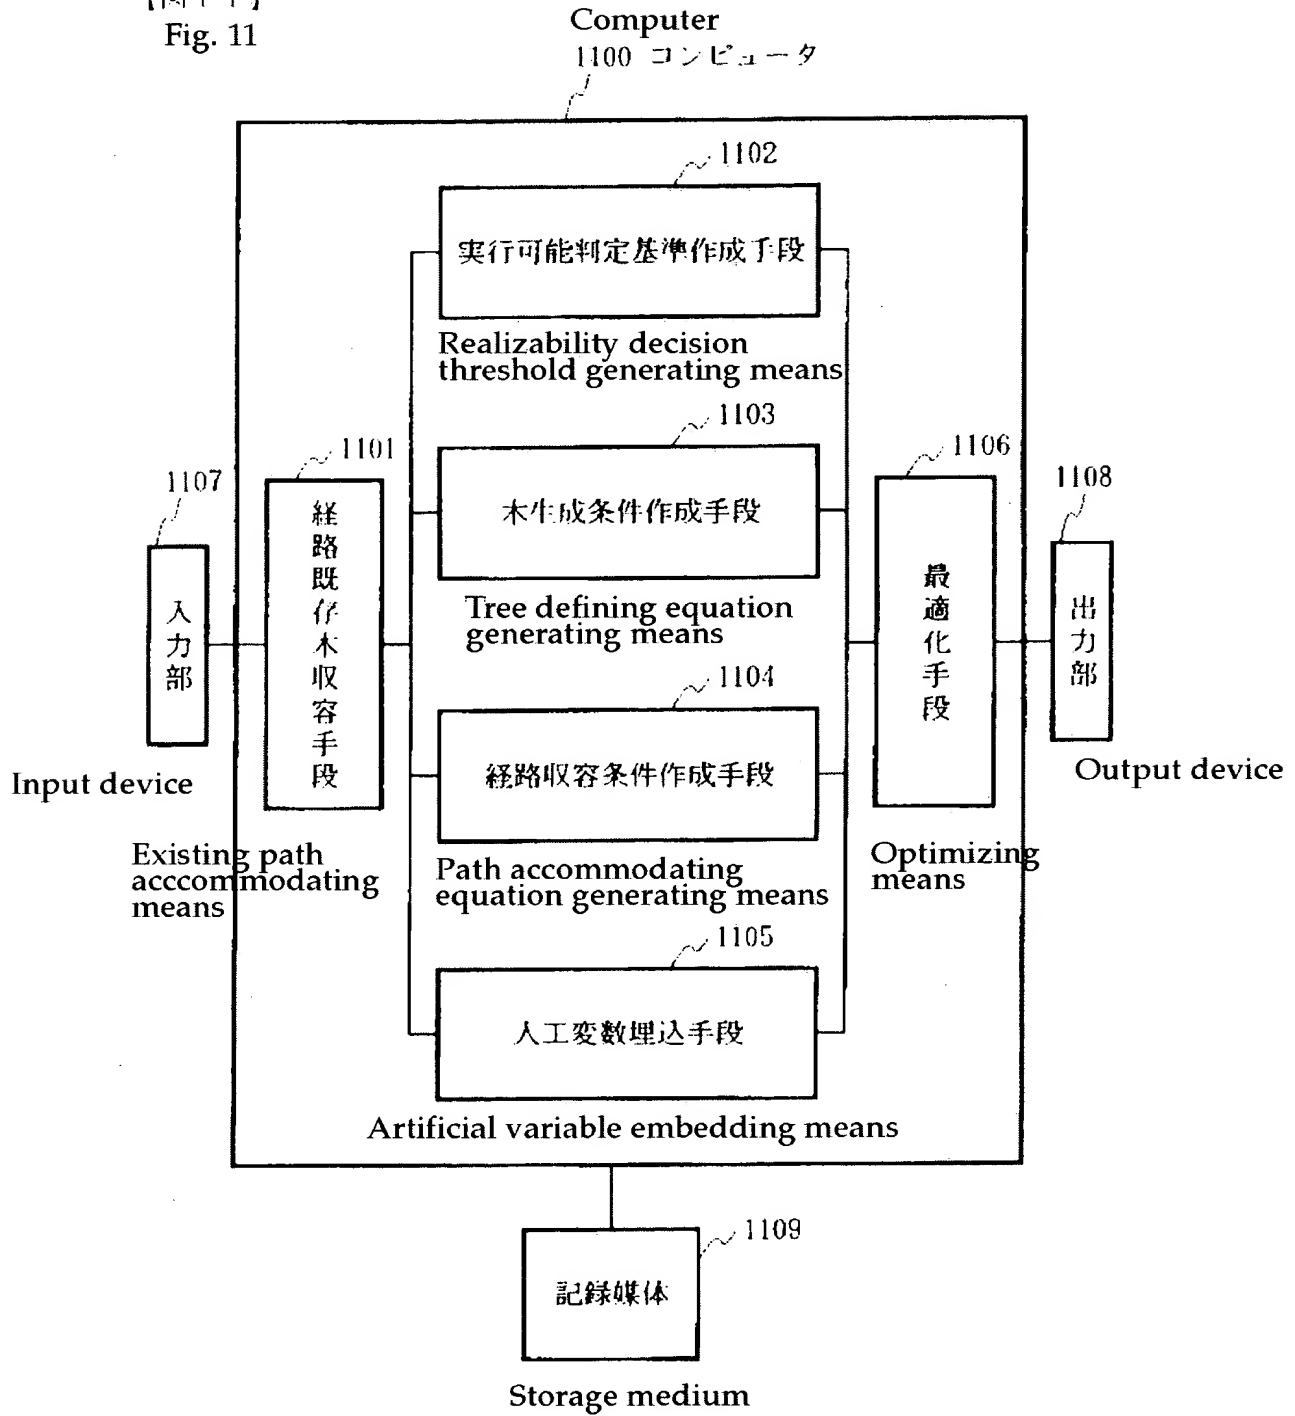 Fig. 11
Computer
1100 コンピュータ
1102
実行可能判定基準作成手段
Realizability decision
threshold generating means
1103
木生成条件作成手段
Tree defining equation
generating means
1101
経路既存木収容手段
1106
最適化手段
1107
入力部
1108
出力部
1104
経路収容条件作成手段
Input device
Output device
Existing path
acccommodating
means
Path accommodating
equation generating means
Optimizing
means
1105
人工変数埋込手段
Artificial variable embedding means
1109
記録媒体
Storage medium